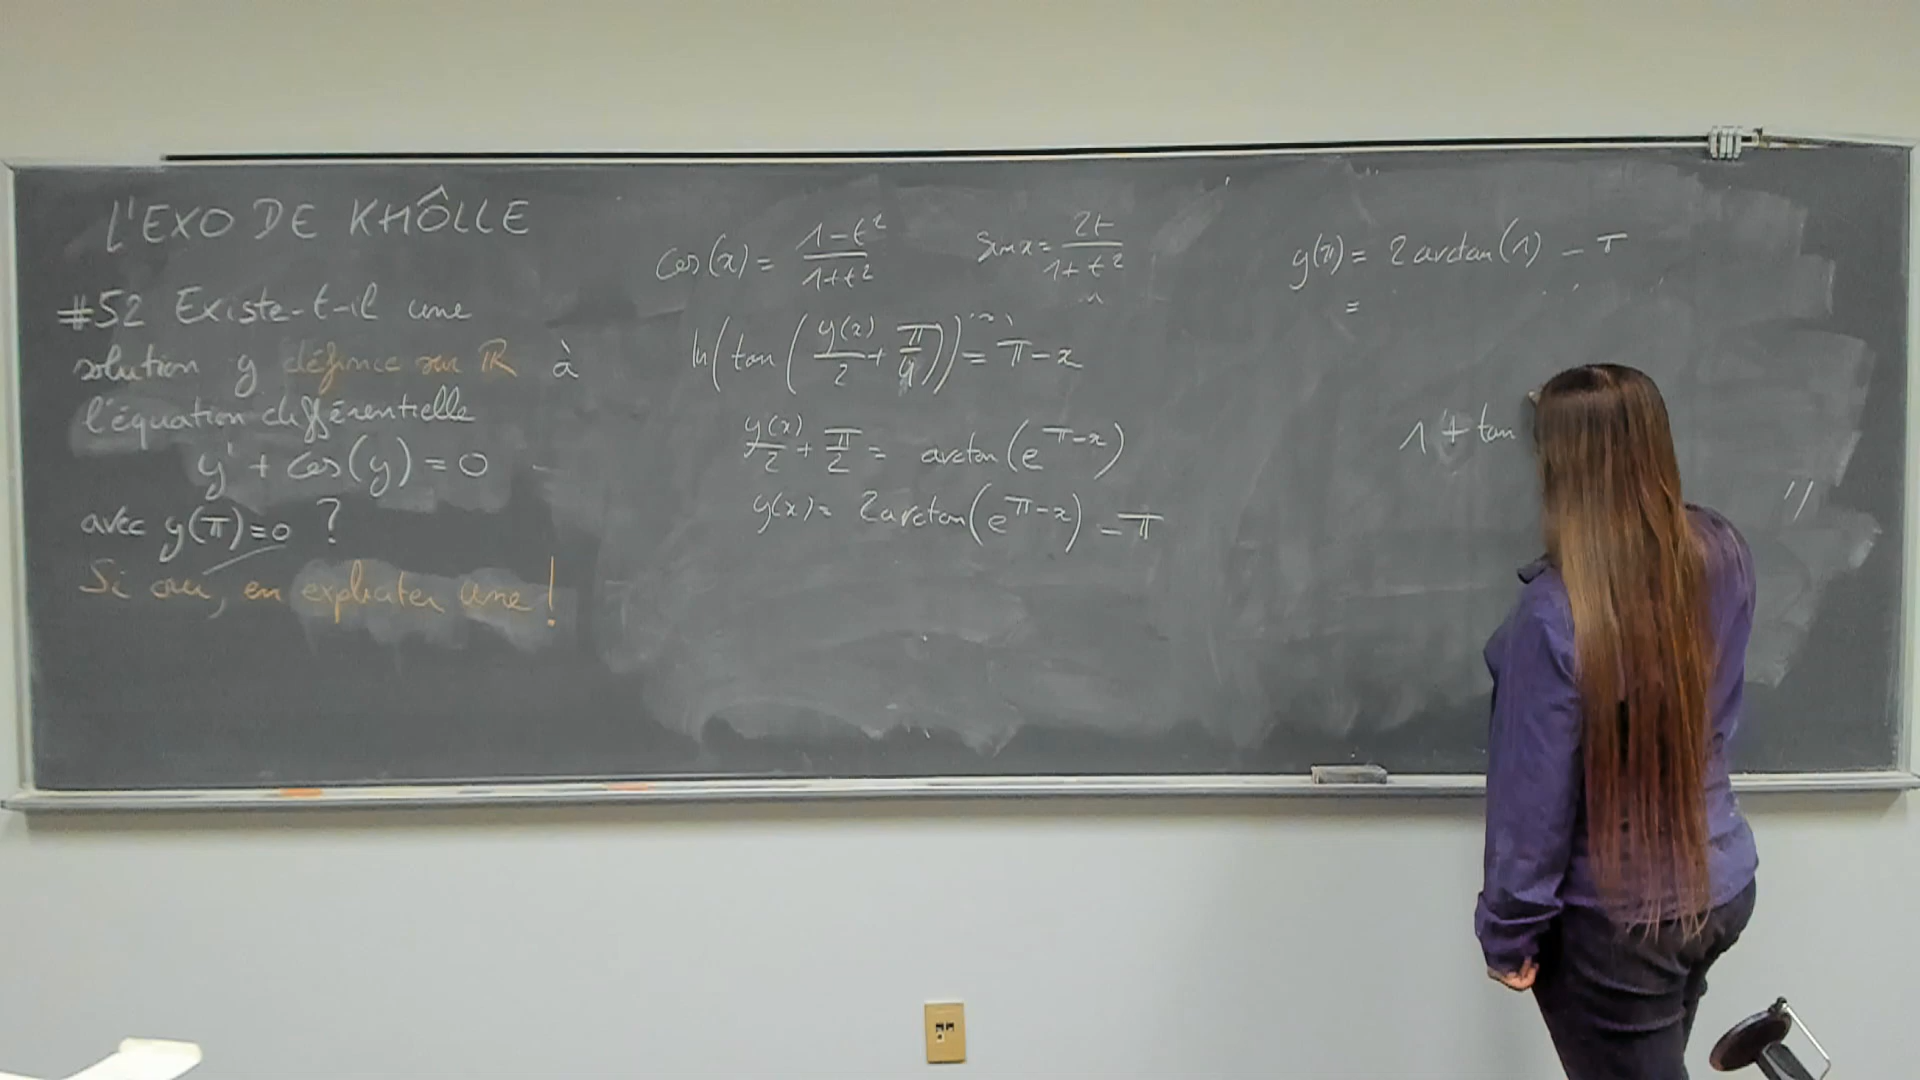 L'EXO DE KHÔLLE
#52 Existe-t-il une
solution y définie sur ℝ à
l'équation différentielle
y' + cos(y) = 0
avec y(π)=0 ?
Si oui, en expliciter une !
cos(x) = (1-t²)/(1+t²)
sin x = 2t/(1+t²)
ln(tan(y(x)/2 + π/4)) = π-x
y(x)/2 + π/2 = arctan(e^(π-x))
y(x) = 2arctan(e^(π-x)) - π
y(π) = 2 arctan(1) - π
=
1 + tan